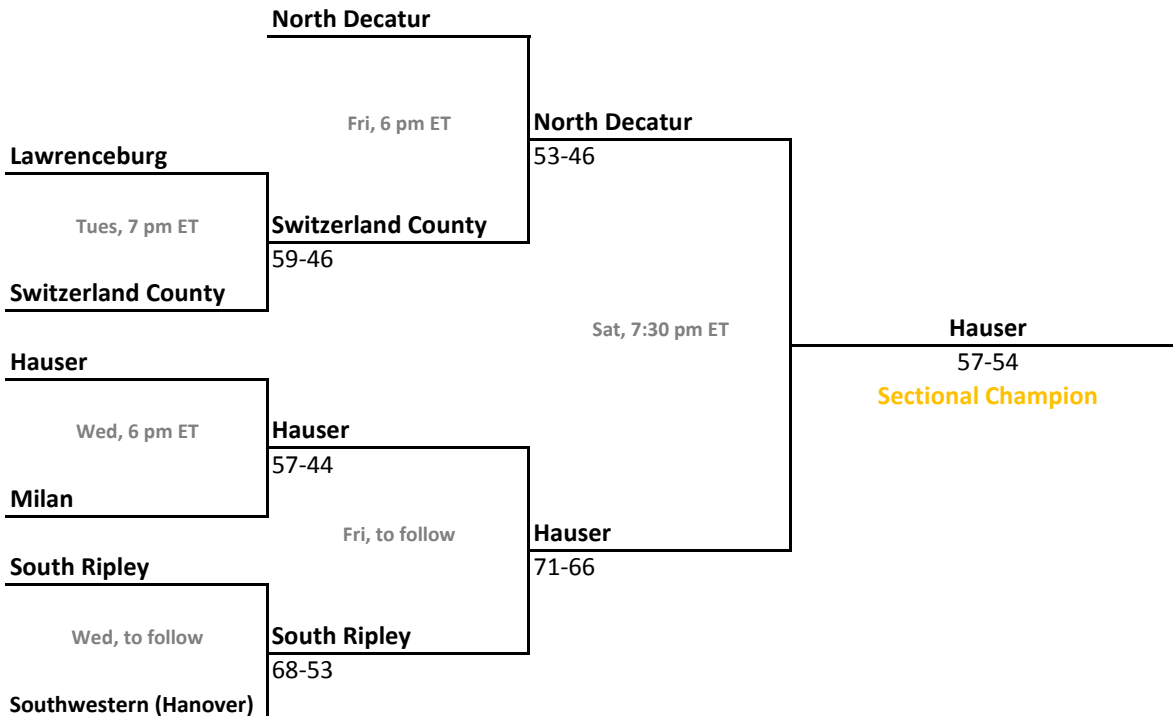 North Decatur
Fri, 6 pm ET
North Decatur
53-46
Lawrenceburg
Tues, 7 pm ET
Switzerland County
59-46
Switzerland County
Sat, 7:30 pm ET
Hauser
57-54
Sectional Champion
Hauser
Wed, 6 pm ET
Hauser
57-44
Milan
Fri, to follow
Hauser
71-66
South Ripley
Wed, to follow
South Ripley
68-53
Southwestern (Hanover)